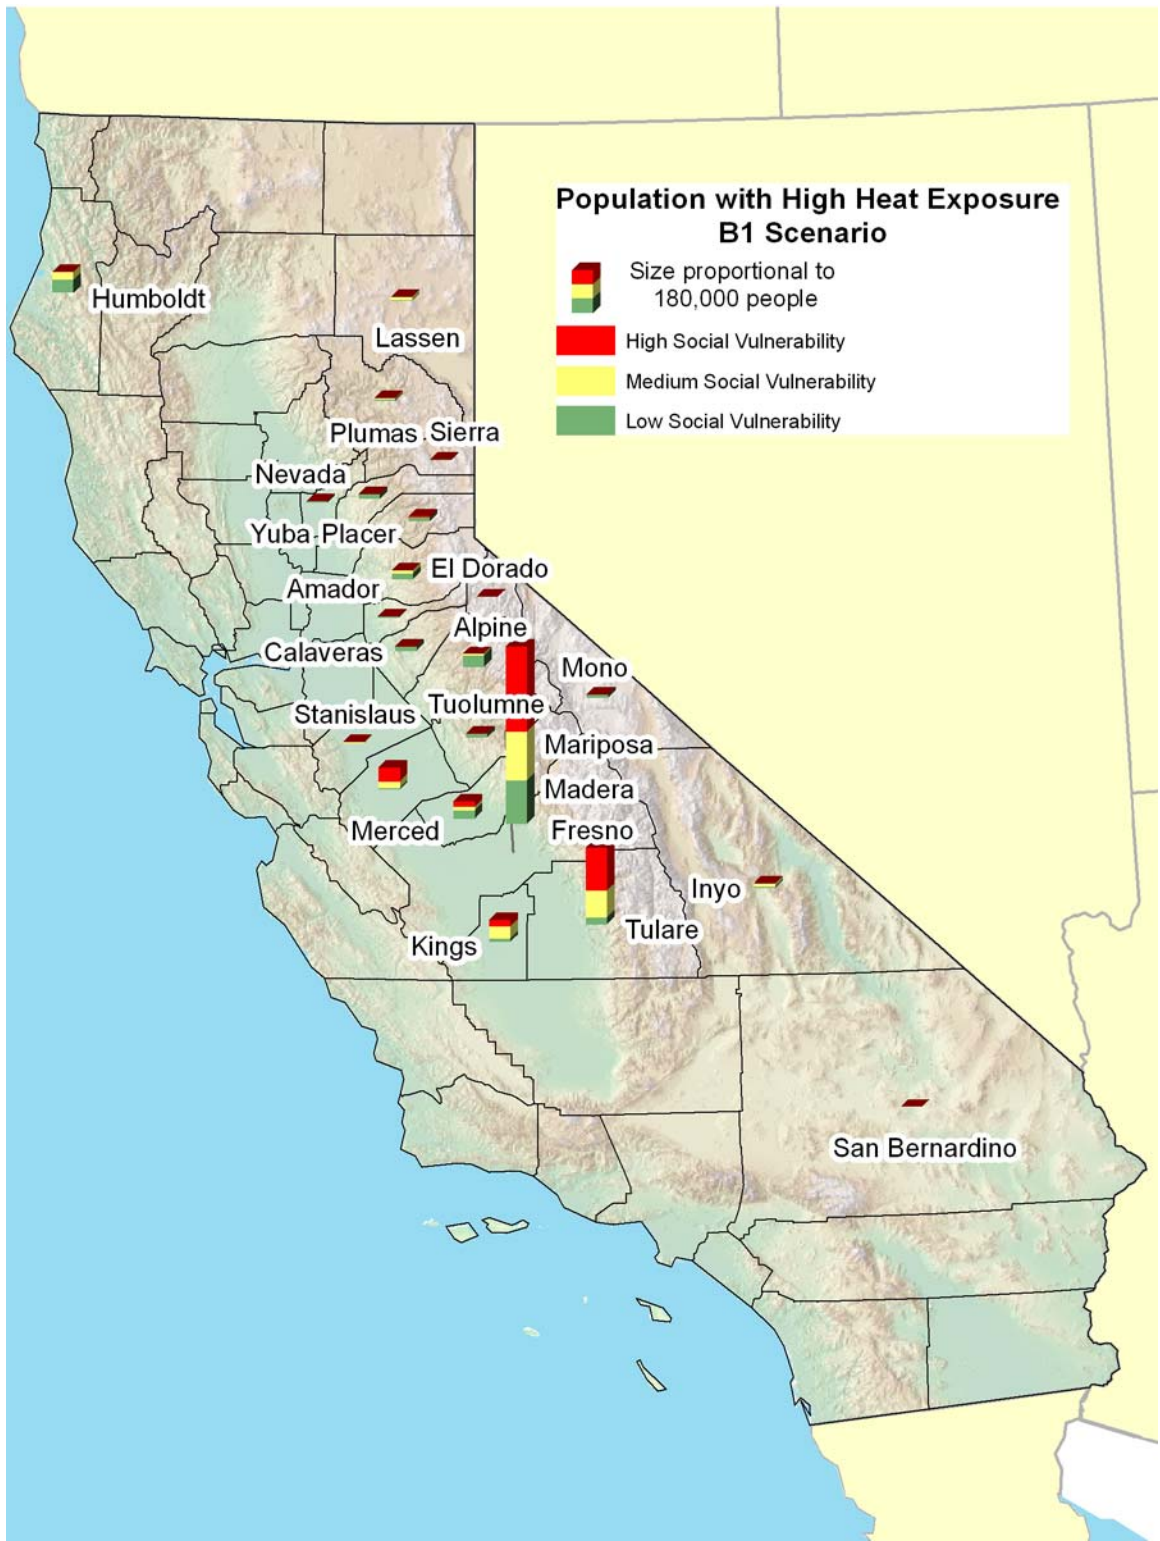 Population with High Heat Exposure
B1 Scenario
Size proportional to
180,000 people
High Social Vulnerability
Medium Social Vulnerability
Low Social Vulnerability
Humboldt
Lassen
Plumas
Sierra
Nevada
Yuba
Placer
El Dorado
Amador
Alpine
Calaveras
Mono
Tuolumne
Stanislaus
Mariposa
Madera
Merced
Fresno
Inyo
Tulare
Kings
San Bernardino